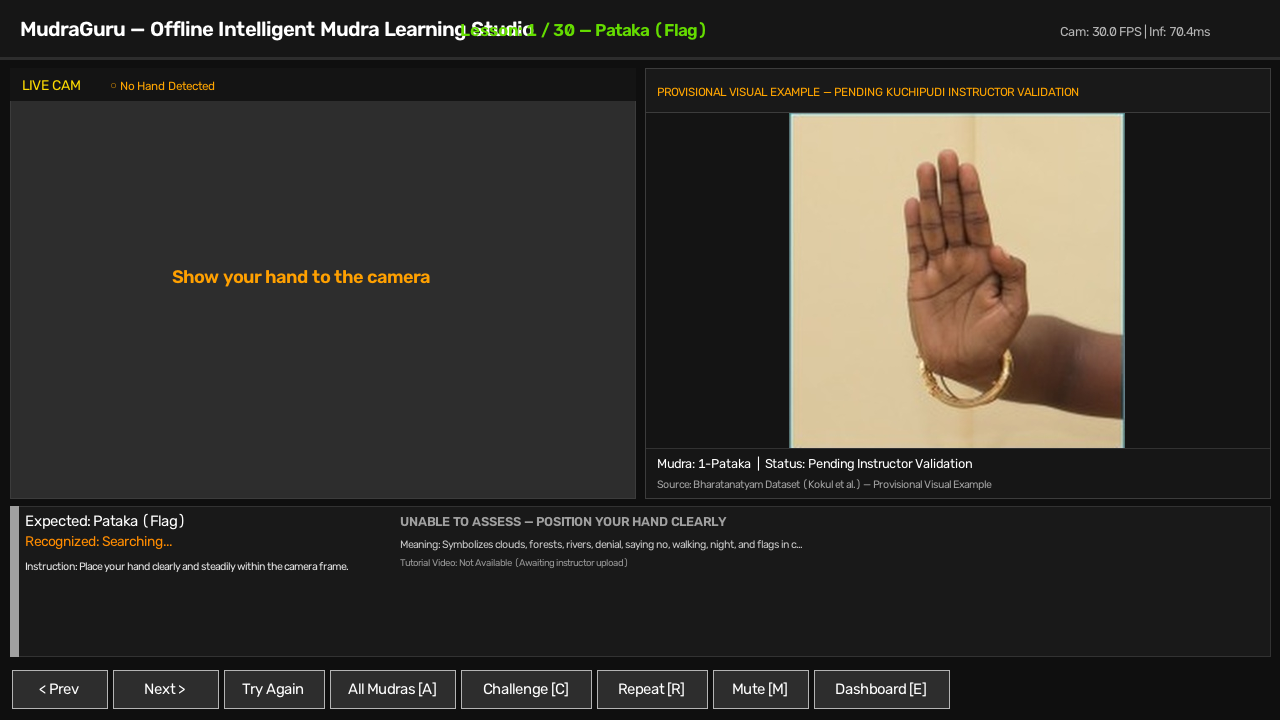 MudraGuru — Offline Intelligent Mudra Learning Studio
Lesson: 1 / 30 — Pataka (Flag)
Cam: 30.0 FPS | Inf: 70.4ms
LIVE CAM
○ No Hand Detected
PROVISIONAL VISUAL EXAMPLE — PENDING KUCHIPUDI INSTRUCTOR VALIDATION
Show your hand to the camera
Mudra: 1-Pataka | Status: Pending Instructor Validation
Source: Bharatanatyam Dataset (Kokul et al.) — Provisional Visual Example
Expected: Pataka (Flag)
Recognized: Searching...
Instruction: Place your hand clearly and steadily within the camera frame.
UNABLE TO ASSESS — POSITION YOUR HAND CLEARLY
Meaning: Symbolizes clouds, forests, rivers, denial, saying no, walking, night, and flags in c...
Tutorial Video: Not Available (Awaiting instructor upload)
< Prev
Next >
Try Again
All Mudras [A]
Challenge [C]
Repeat [R]
Mute [M]
Dashboard [E]